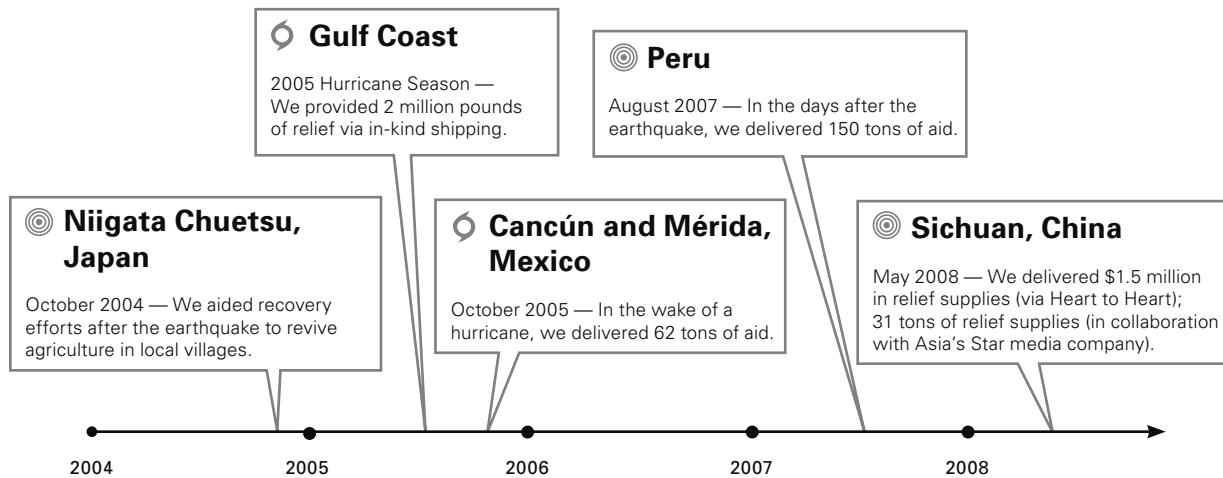 Gulf Coast
2005 Hurricane Season —
We provided 2 million pounds
of relief via in-kind shipping.
Peru
August 2007 — In the days after the
earthquake, we delivered 150 tons of aid.
Niigata Chuetsu,
Japan
October 2004 — We aided recovery
efforts after the earthquake to revive
agriculture in local villages.
Cancún and Mérida,
Mexico
October 2005 — In the wake of a
hurricane, we delivered 62 tons of aid.
Sichuan, China
May 2008 — We delivered $1.5 million
in relief supplies (via Heart to Heart);
31 tons of relief supplies (in collaboration
with Asia’s Star media company).
2004
2005
2006
2007
2008